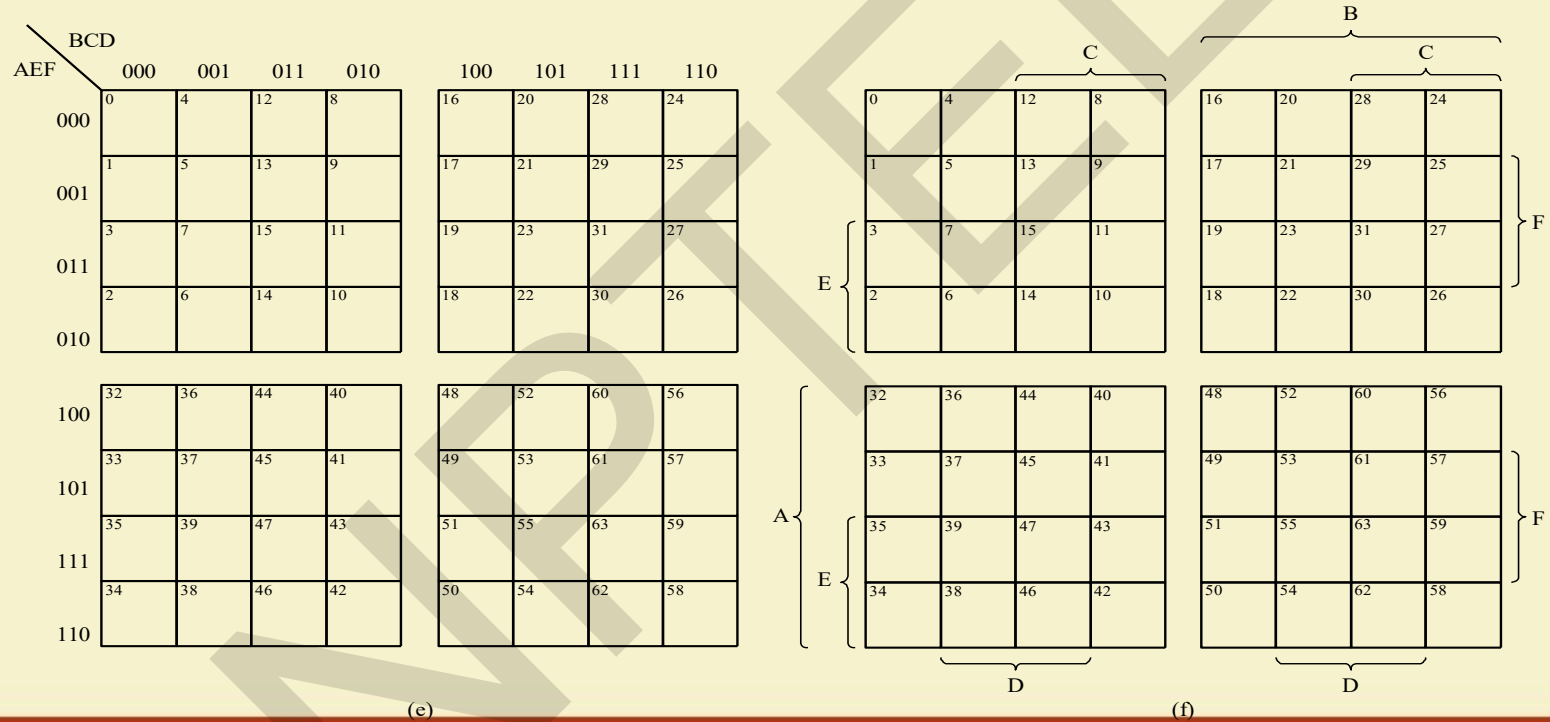 B
BCD C C
AEF 000 001 011 010 100 101 111 110
000 0 4 12 8 16 20 28 24 0 4 12 8 16 20 28 24
001 1 5 13 9 17 21 29 25 1 5 13 9 17 21 29 25
011 3 7 15 11 19 23 31 27 3 7 15 11 19 23 31 27 F
E
010 2 6 14 10 18 22 30 26 2 6 14 10 18 22 30 26
100 32 36 44 40 48 52 60 56 32 36 44 40 48 52 60 56
101 33 37 45 41 49 53 61 57 33 37 45 41 49 53 61 57
111 35 39 47 43 51 55 63 59 A 35 39 47 43 51 55 63 59 F
E
110 34 38 46 42 50 54 62 58 34 38 46 42 50 54 62 58
D D
(e) (f)
NPTEL